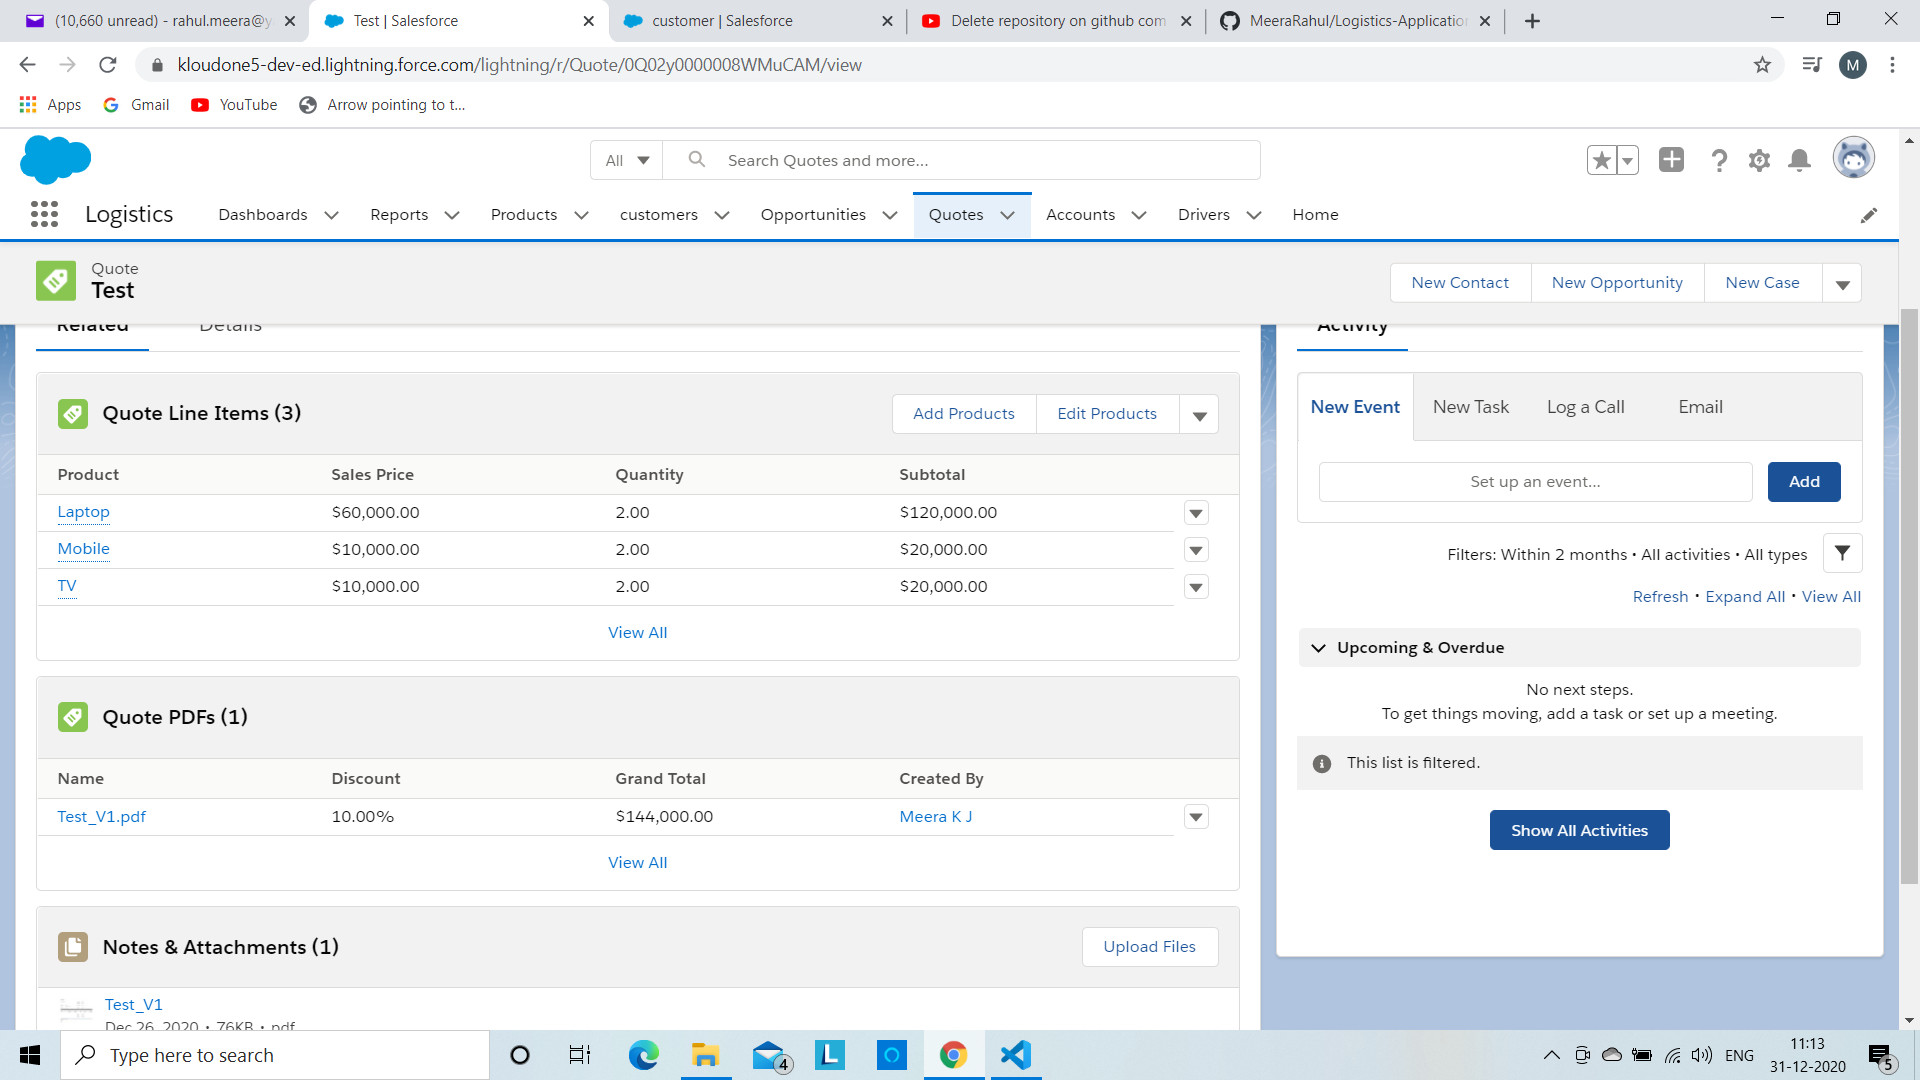 (10,660 unread) - rahul.meera@y
Test | Salesforce
customer | Salesforce
Delete repository on github com
MeeraRahul/Logistics-Application
kloudone5-dev-ed.lightning.force.com/lightning/r/Quote/0Q02y0000008WMuCAM/view
M
Apps
Gmail
YouTube
Arrow pointing to t...
All
Search Quotes and more...
Logistics
Dashboards
Reports
Products
customers
Opportunities
Quotes
Accounts
Drivers
Home
Quote
Test
New Contact
New Opportunity
New Case
Related
Details
Activity
Quote Line Items (3)
Add Products
Edit Products
Product Sales Price Quantity Subtotal
Laptop $60,000.00 2.00 $120,000.00
Mobile $10,000.00 2.00 $20,000.00
TV $10,000.00 2.00 $20,000.00
View All
Quote PDFs (1)
Name Discount Grand Total Created By
Test_V1.pdf 10.00% $144,000.00 Meera K J
View All
Notes & Attachments (1)
Upload Files
Test_V1
Dec 26, 2020 • 76KB • pdf
New Event
New Task
Log a Call
Email
Set up an event...
Add
Filters: Within 2 months • All activities • All types
Refresh • Expand All • View All
Upcoming & Overdue
No next steps.
To get things moving, add a task or set up a meeting.
This list is filtered.
Show All Activities
Type here to search
4
L
ENG
11:13
31-12-2020
5